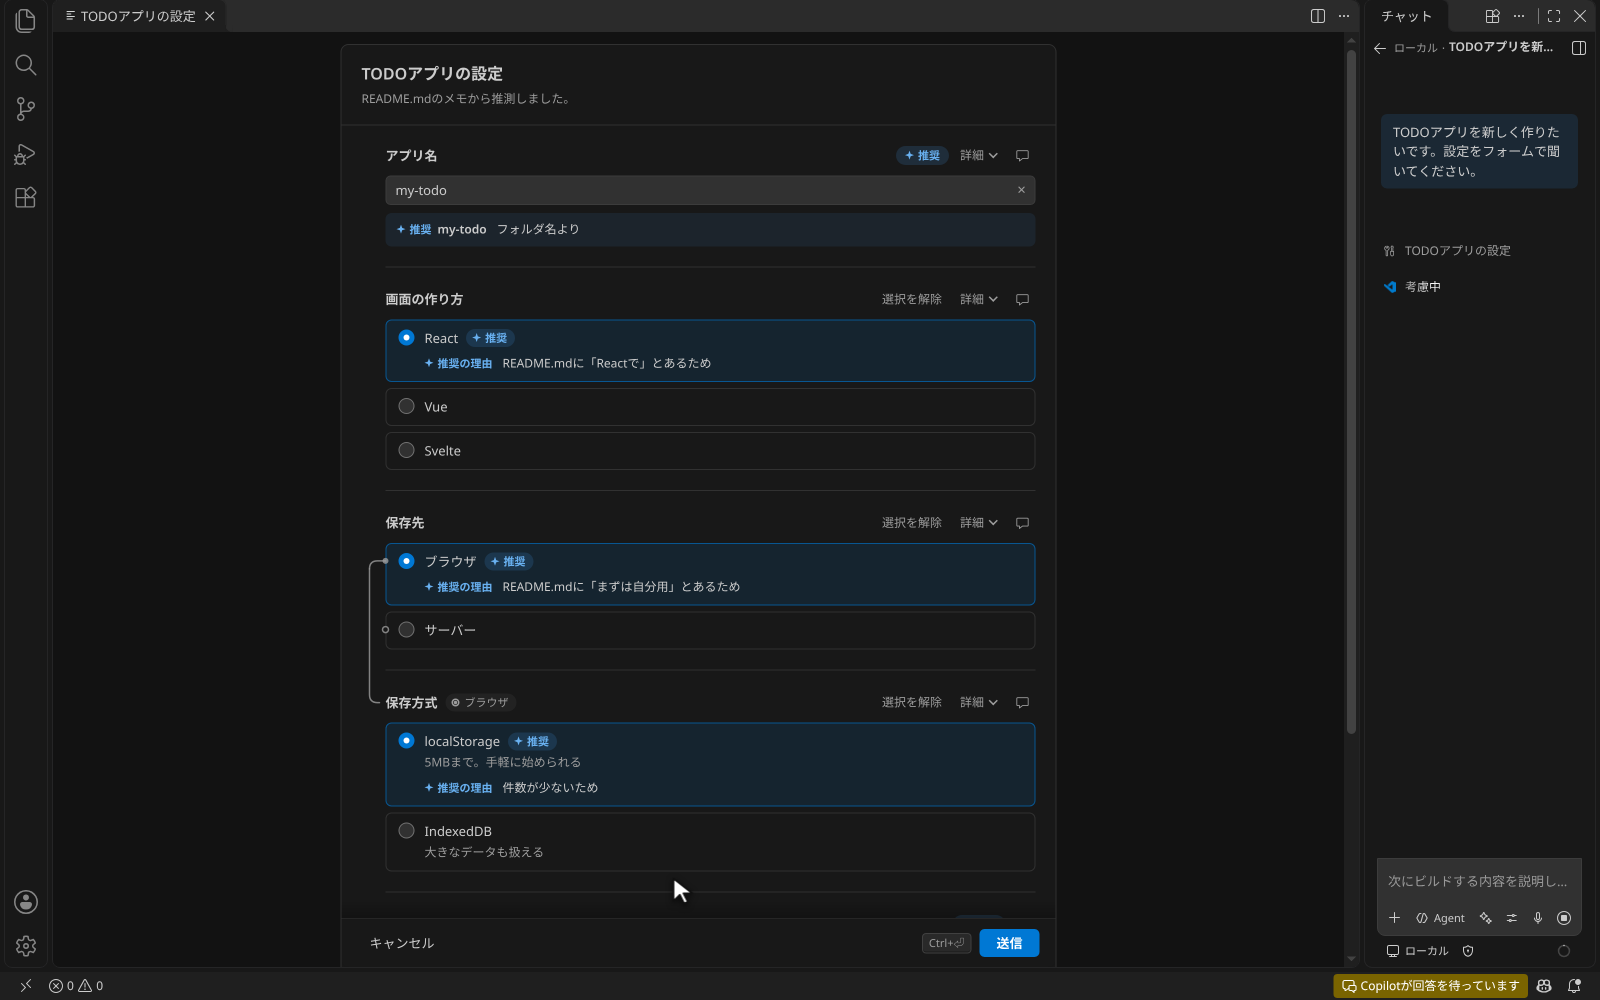 TODOアプリの設定
チャット
ローカル · TODOアプリを新...
TODOアプリの設定
README.mdのメモから推測しました。
アプリ名
推奨
詳細
my-todo
推奨 my-todo フォルダ名より
画面の作り方
選択を解除
詳細
React 推奨
推奨の理由 README.mdに「Reactで」とあるため
Vue
Svelte
保存先
選択を解除
詳細
ブラウザ 推奨
推奨の理由 README.mdに「まずは自分用」とあるため
サーバー
保存方式 ブラウザ
選択を解除
詳細
localStorage 推奨
5MBまで。手軽に始められる
推奨の理由 件数が少ないため
IndexedDB
大きなデータも扱える
キャンセル
Ctrl+⏎
送信
TODOアプリを新しく作りた
いです。設定をフォームで聞
いてください。
TODOアプリの設定
考慮中
次にビルドする内容を説明し...
Agent
ローカル
0 0
Copilotが回答を待っています